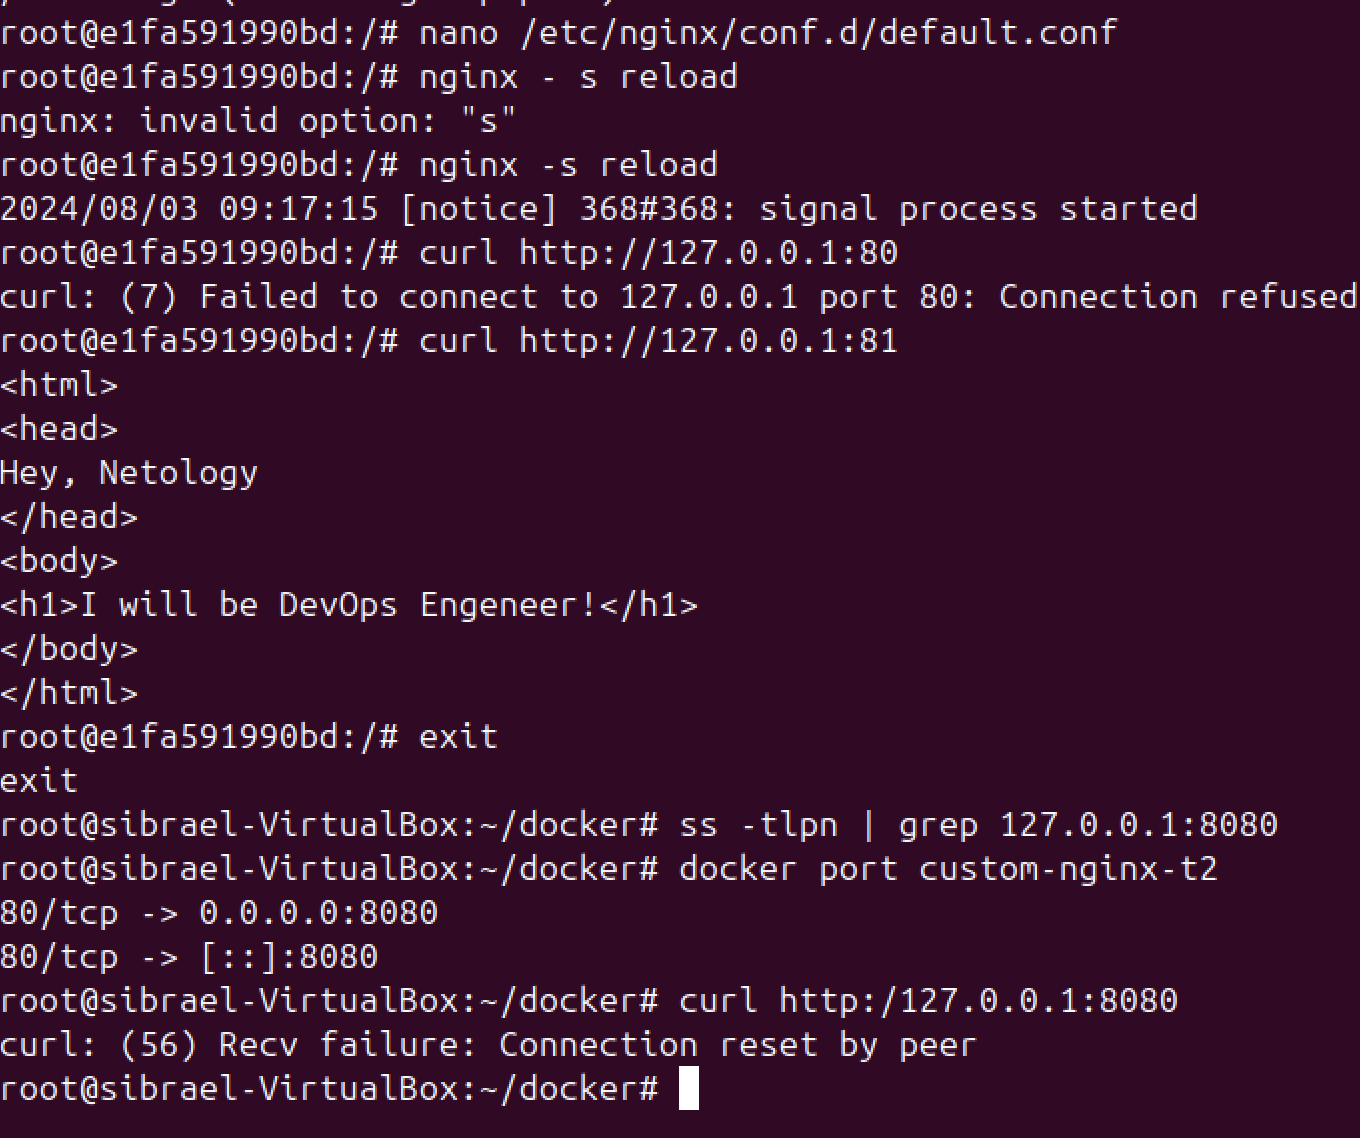 root@e1fa591990bd:/# nano /etc/nginx/conf.d/default.conf
root@e1fa591990bd:/# nginx - s reload
nginx: invalid option: "s"
root@e1fa591990bd:/# nginx -s reload
2024/08/03 09:17:15 [notice] 368#368: signal process started
root@e1fa591990bd:/# curl http://127.0.0.1:80
curl: (7) Failed to connect to 127.0.0.1 port 80: Connection refused
root@e1fa591990bd:/# curl http://127.0.0.1:81
<html>
<head>
Hey, Netology
</head>
<body>
<h1>I will be DevOps Engeneer!</h1>
</body>
</html>
root@e1fa591990bd:/# exit
exit
root@sibrael-VirtualBox:~/docker# ss -tlpn | grep 127.0.0.1:8080
root@sibrael-VirtualBox:~/docker# docker port custom-nginx-t2
80/tcp -> 0.0.0.0:8080
80/tcp -> [::]:8080
root@sibrael-VirtualBox:~/docker# curl http:/127.0.0.1:8080
curl: (56) Recv failure: Connection reset by peer
root@sibrael-VirtualBox:~/docker#